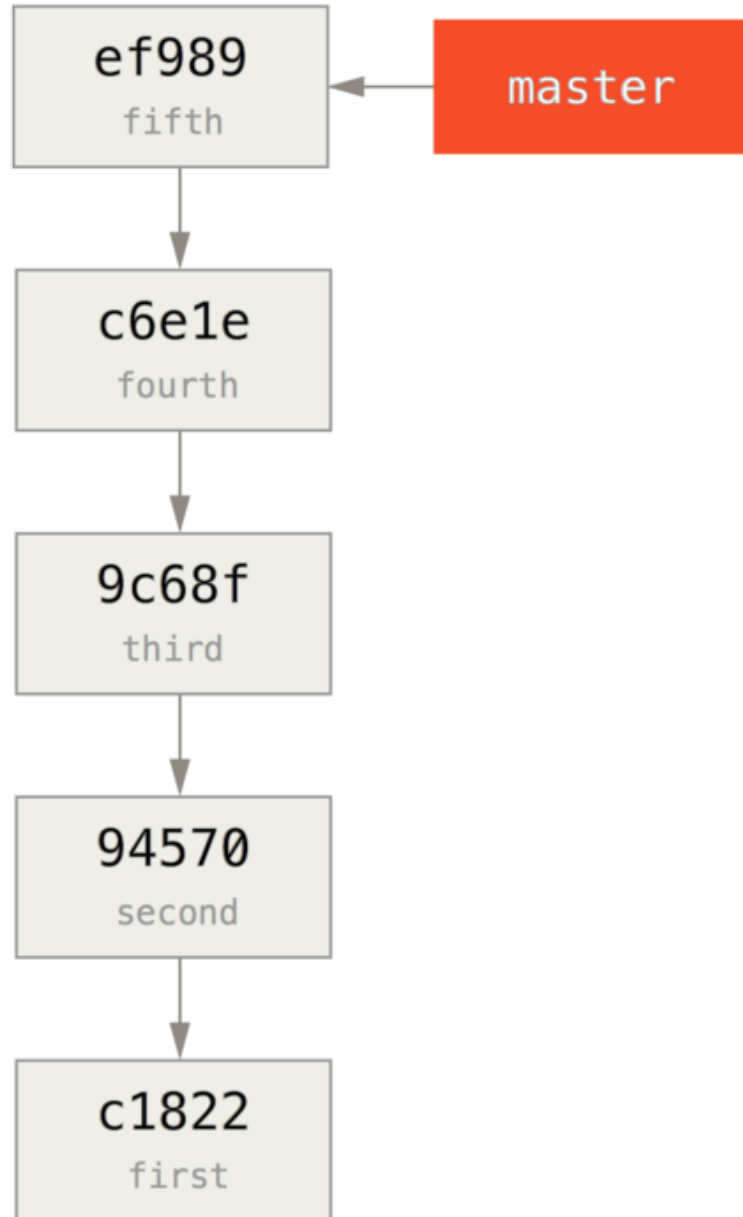 ef989
fifth
master
c6e1e
fourth
9c68f
third
94570
second
c1822
first